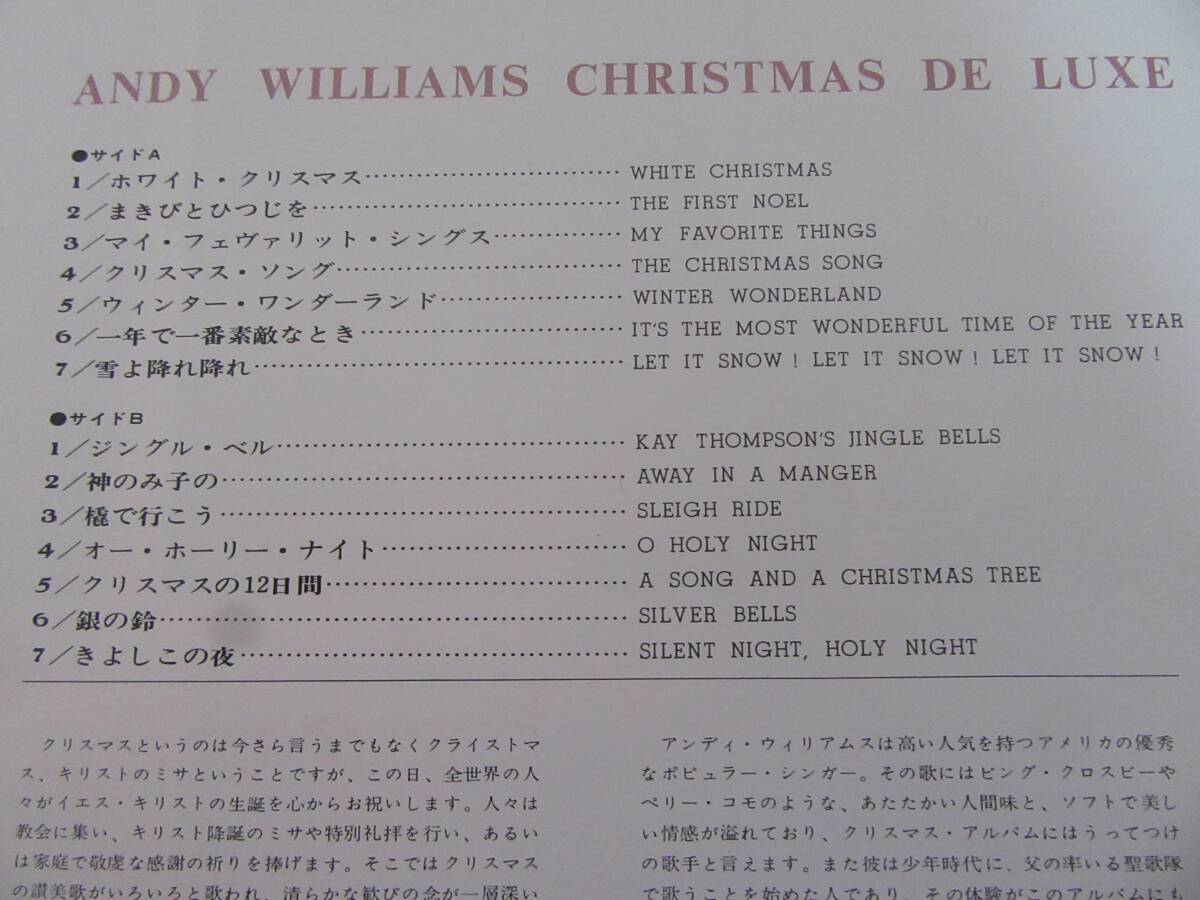 ANDY WILLIAMS CHRISTMAS DE LUXE
●サイドA
1／ホワイト・クリスマス…………………………… WHITE CHRISTMAS
2／まきびとひつじを………………………………… THE FIRST NOEL
3／マイ・フェヴァリット・シングス…………… MY FAVORITE THINGS
4／クリスマス・ソング……………………………… THE CHRISTMAS SONG
5／ウィンター・ワンダーランド…………………… WINTER WONDERLAND
6／一年で一番素敵なとき…………………………… IT'S THE MOST WONDERFUL TIME OF THE YEAR
7／雪よ降れ降れ……………………………………… LET IT SNOW! LET IT SNOW! LET IT SNOW!
●サイドB
1／ジングル・ベル…………………………………… KAY THOMPSON'S JINGLE BELLS
2／神のみ子の………………………………………… AWAY IN A MANGER
3／橇で行こう………………………………………… SLEIGH RIDE
4／オー・ホーリー・ナイト………………………… O HOLY NIGHT
5／クリスマスの12日間……………………………… A SONG AND A CHRISTMAS TREE
6／銀の鈴……………………………………………… SILVER BELLS
7／きよしこの夜……………………………………… SILENT NIGHT, HOLY NIGHT
クリスマスというのは今さら言うまでもなくクライストマ
ス、キリストのミサということですが、この日、全世界の人
々がイエス・キリストの生誕を心からお祝いします。人々は
教会に集い、キリスト降誕のミサや特別礼拝を行い、あるい
は家庭で敬虔な感謝の祈りを捧げます。そこではクリスマス
の讃美歌がいろいろと歌われ、清らかな歓びの念が一層深い
アンディ・ウィリアムスは高い人気を持つアメリカの優秀
なポピュラー・シンガー。その歌にはビング・クロスビーや
ペリー・コモのような、あたたかい人間味と、ソフトで美し
い情感が溢れており、クリスマス・アルバムにはうってつけ
の歌手と言えます。また彼は少年時代に、父の率いる聖歌隊
で歌うことを始めた人であり、その体験がこのアルバムにも